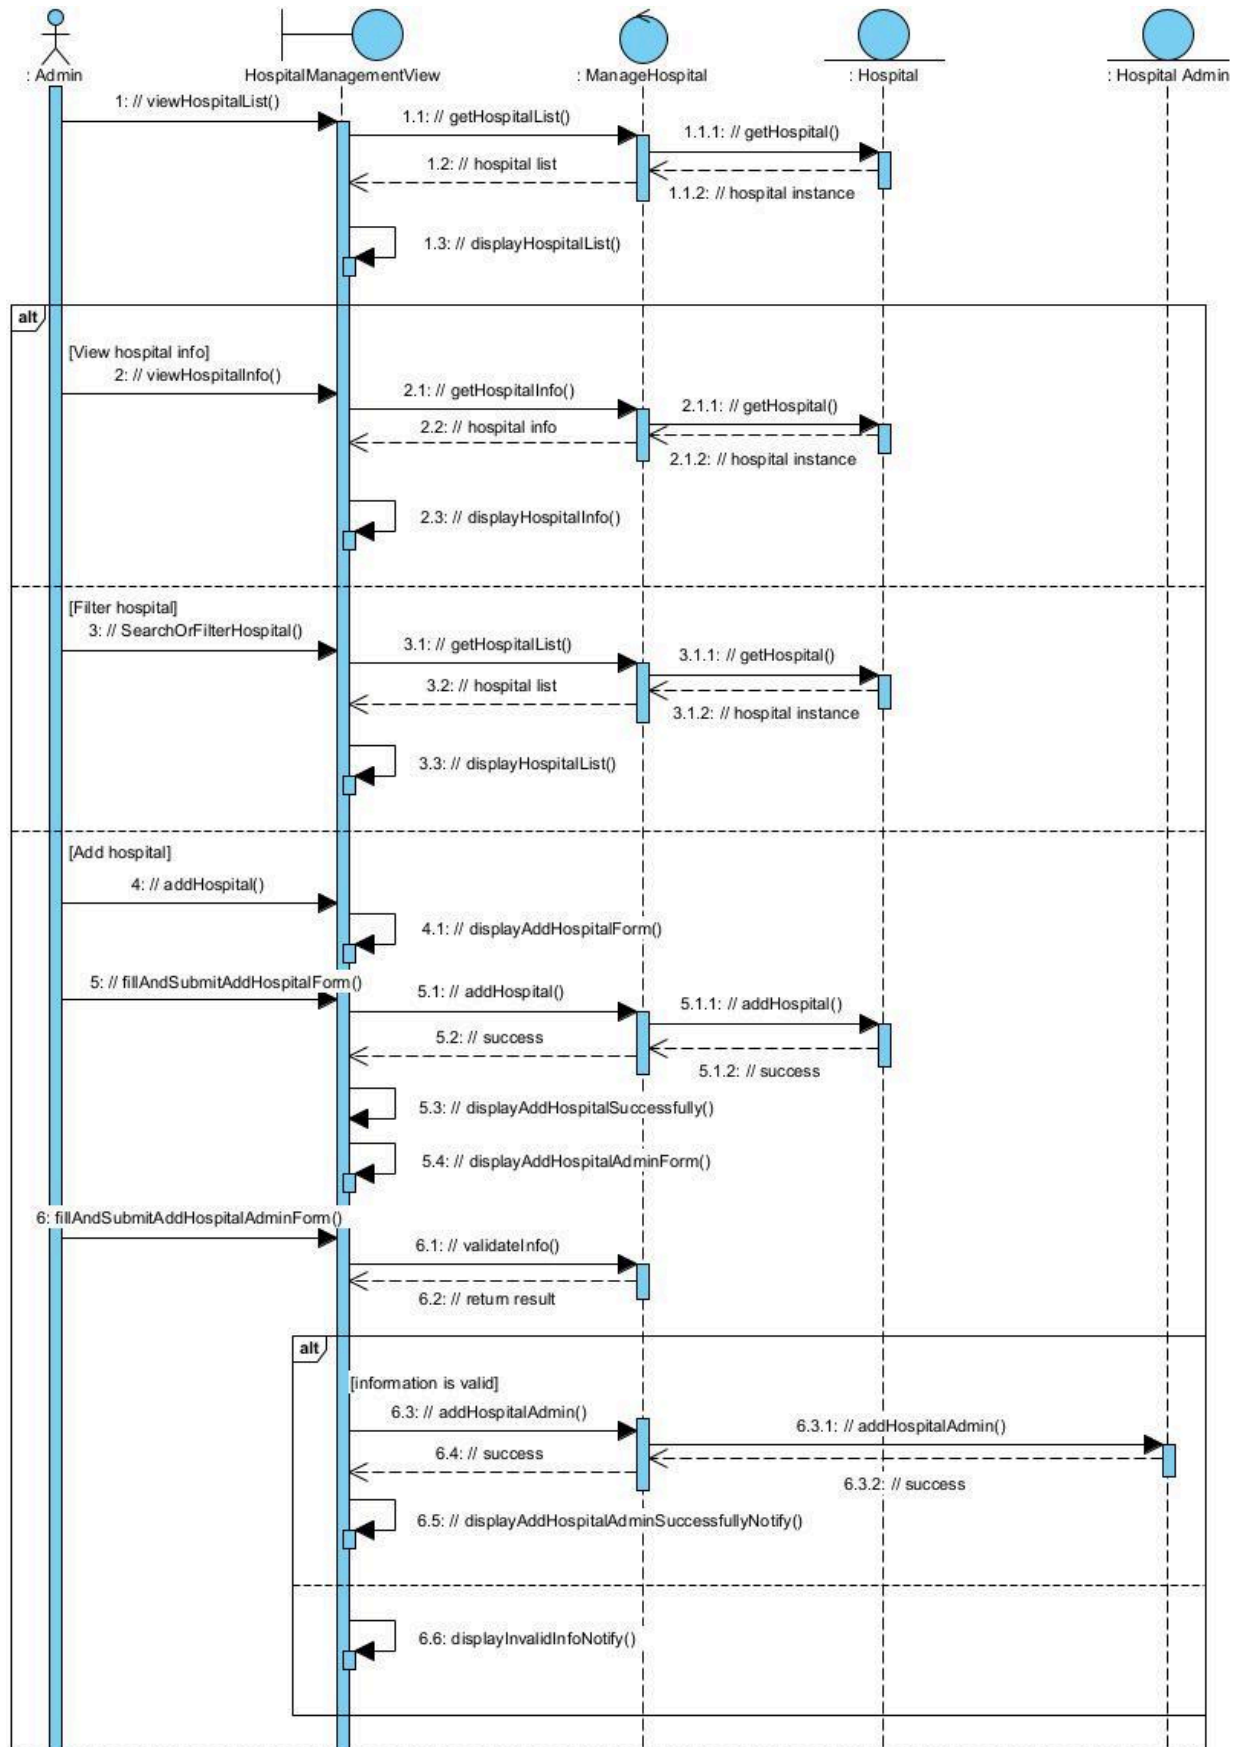 : Admin
HospitalManagementView
: ManageHospital
: Hospital
: Hospital Admin
1: // viewHospitalList()
1.1: // getHospitalList()
1.1.1: // getHospital()
1.2: // hospital list
1.1.2: // hospital instance
1.3: // displayHospitalList()
alt
[View hospital info]
2: // viewHospitalInfo()
2.1: // getHospitalInfo()
2.1.1: // getHospital()
2.2: // hospital info
2.1.2: // hospital instance
2.3: // displayHospitalInfo()
[Filter hospital]
3: // SearchOrFilterHospital()
3.1: // getHospitalList()
3.1.1: // getHospital()
3.2: // hospital list
3.1.2: // hospital instance
3.3: // displayHospitalList()
[Add hospital]
4: // addHospital()
4.1: // displayAddHospitalForm()
5: // fillAndSubmitAddHospitalForm()
5.1: // addHospital()
5.1.1: // addHospital()
5.2: // success
5.1.2: // success
5.3: // displayAddHospitalSuccessfully()
5.4: // displayAddHospitalAdminForm()
6: fillAndSubmitAddHospitalAdminForm()
6.1: // validateInfo()
6.2: // return result
alt
[information is valid]
6.3: // addHospitalAdmin()
6.3.1: // addHospitalAdmin()
6.4: // success
6.3.2: // success
6.5: // displayAddHospitalAdminSuccessfullyNotify()
6.6: displayInvalidInfoNotify()